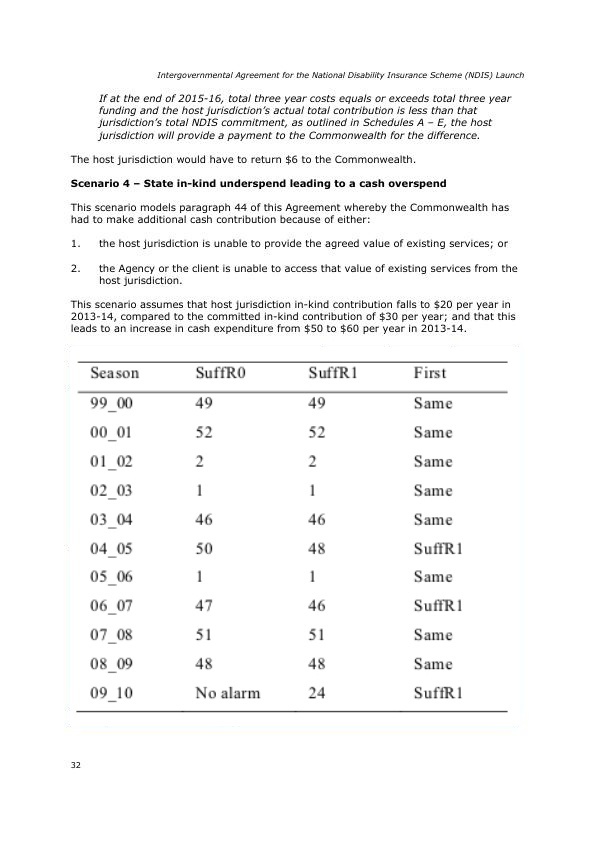 Intergovernmental Agreement for the National Disability Insurance Scheme (NDIS) Launch
If at the end of 2015-16, total three year costs equals or exceeds total three year
funding and the host jurisdiction's actual total contribution is less than that
jurisdiction's total NDIS commitment, as outlined in Schedules A – E, the host
jurisdiction will provide a payment to the Commonwealth for the difference.
The host jurisdiction would have to return $6 to the Commonwealth.
Scenario 4 – State in-kind underspend leading to a cash overspend
This scenario models paragraph 44 of this Agreement whereby the Commonwealth has
had to make additional cash contribution because of either:
1. the host jurisdiction is unable to provide the agreed value of existing services; or
2. the Agency or the client is unable to access that value of existing services from the
host jurisdiction.
This scenario assumes that host jurisdiction in-kind contribution falls to $20 per year in
2013-14, compared to the committed in-kind contribution of $30 per year; and that this
leads to an increase in cash expenditure from $50 to $60 per year in 2013-14.
Season SuffR0 SuffR1 First
99_00 49 49 Same
00_01 52 52 Same
01_02 2 2 Same
02_03 1 1 Same
03_04 46 46 Same
04_05 50 48 SuffR1
05_06 1 1 Same
06_07 47 46 SuffR1
07_08 51 51 Same
08_09 48 48 Same
09_10 No alarm 24 SuffR1
32